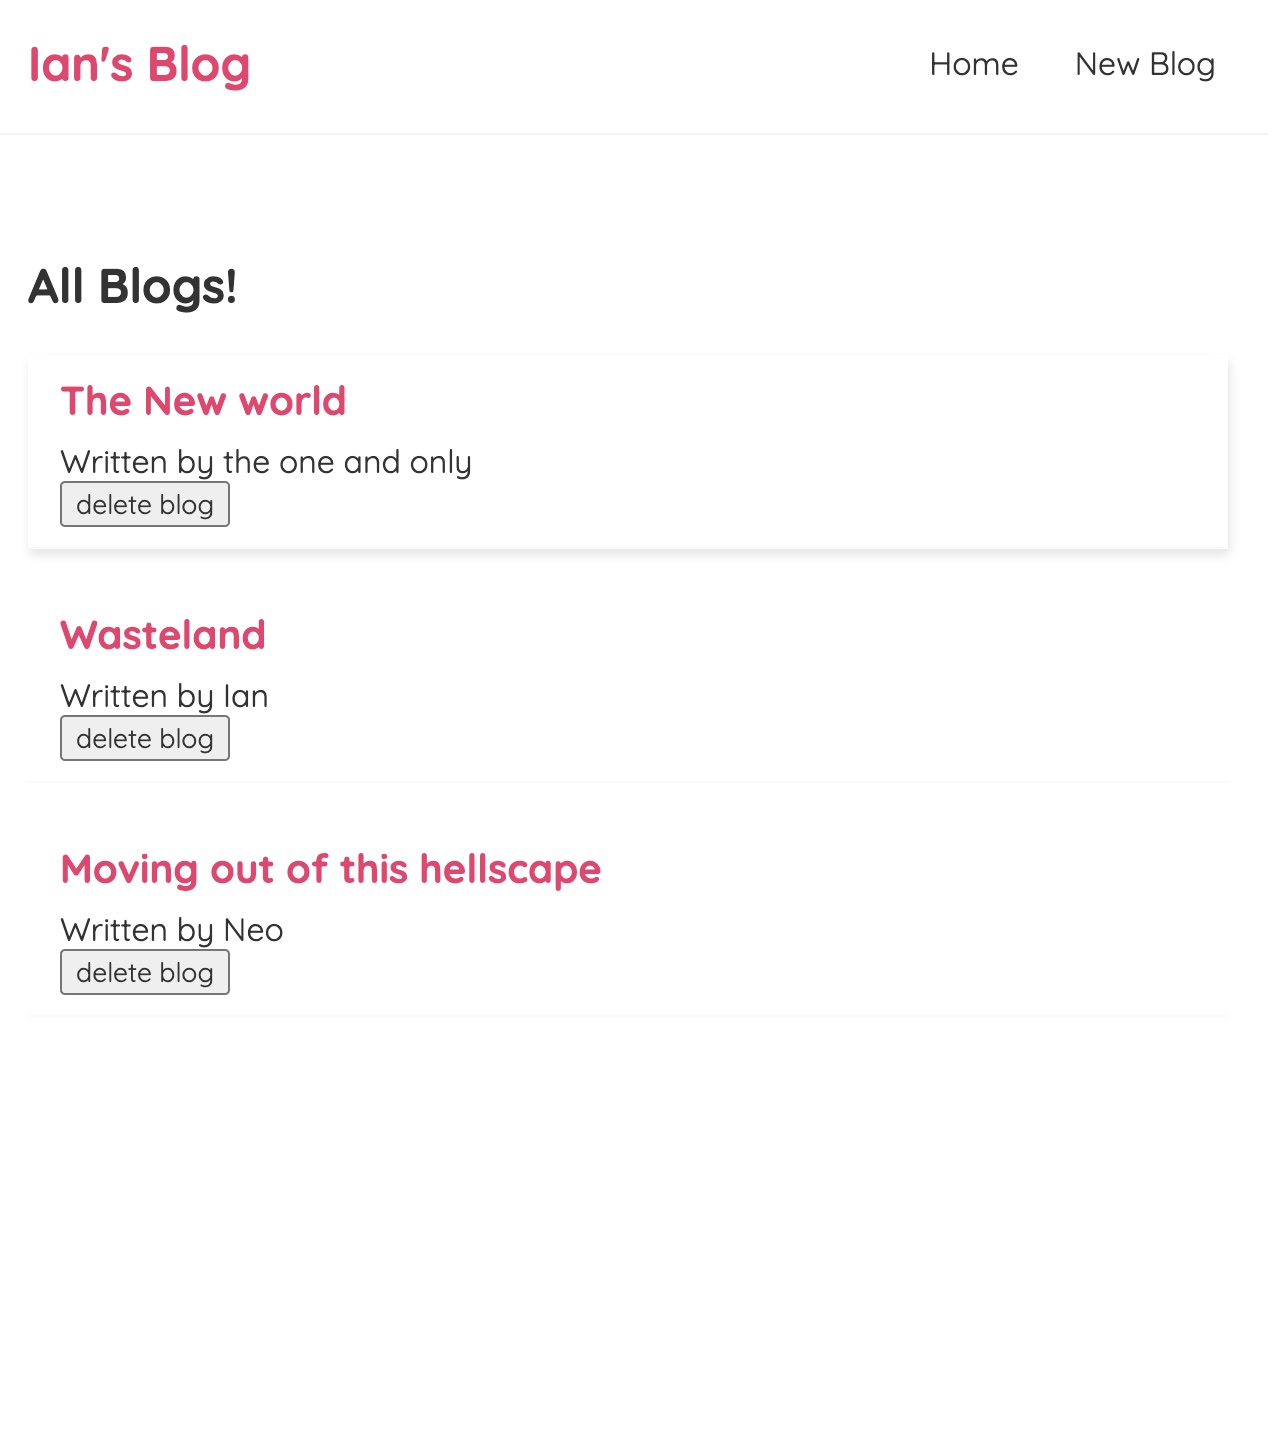 Ian's Blog
Home New Blog
All Blogs!
The New world
Written by the one and only
delete blog
Wasteland
Written by Ian
delete blog
Moving out of this hellscape
Written by Neo
delete blog